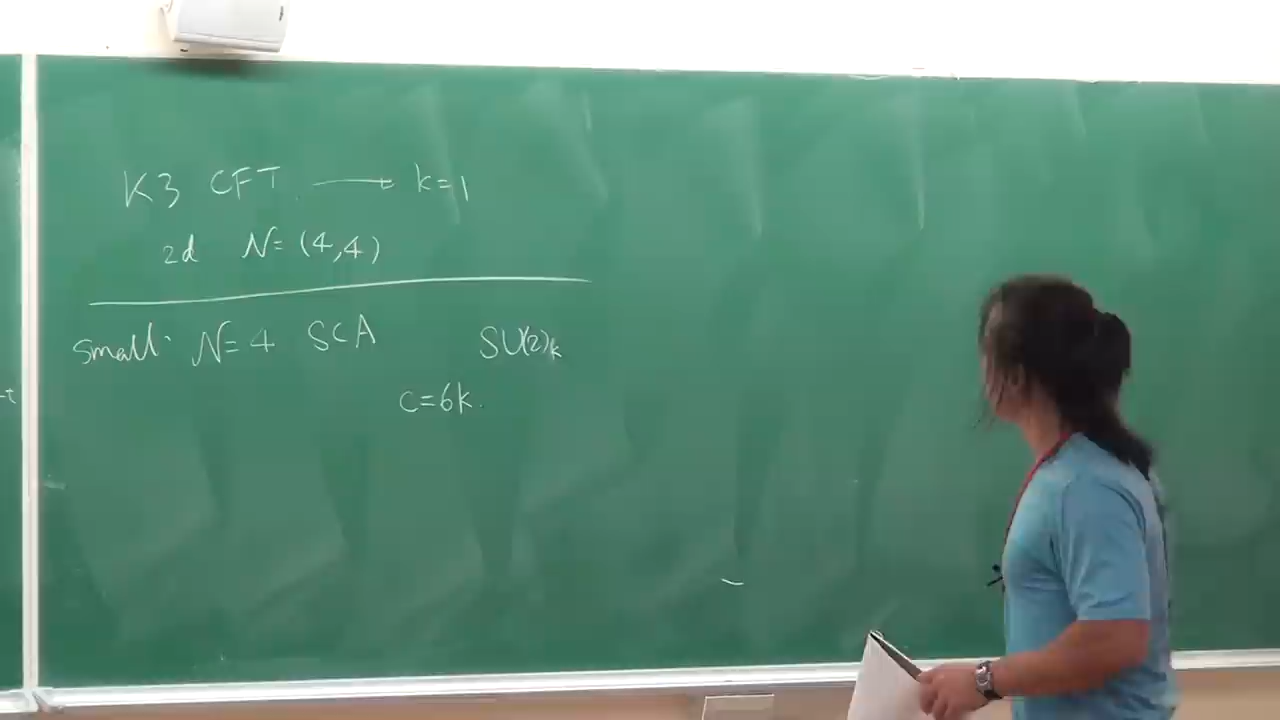 K3 CFT ⟶ k=1
2d N=(4,4)
small N=4 SCA SU(2)k
c=6k.